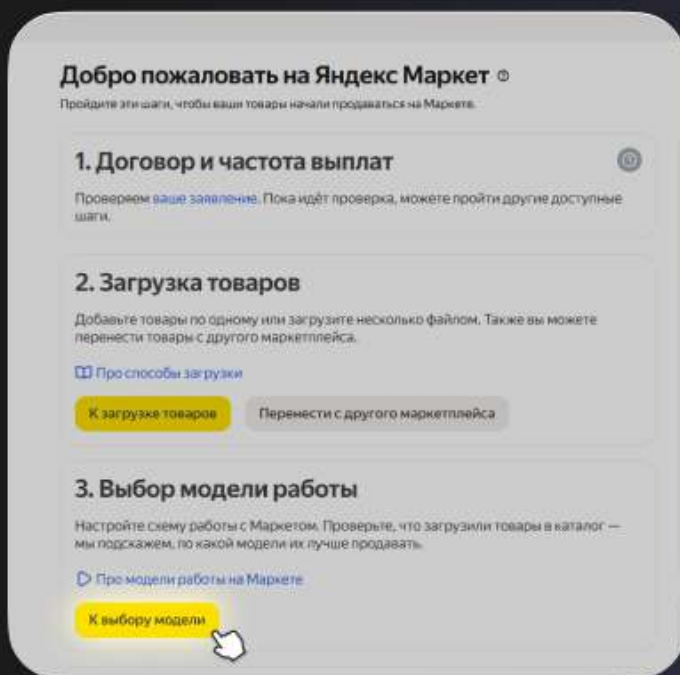 Добро пожаловать на Яндекс Маркет
Пройдите эти шаги, чтобы ваши товары начали продаваться на Маркете.
1. Договор и частота выплат
Проверяем ваше заявление. Пока идёт проверка, можете пройти другие доступные
шаги.
2. Загрузка товаров
Добавьте товары по одному или загрузите несколько файлом. Также вы можете
перенести товары с другого маркетплейса.
Про способы загрузки
К загрузке товаров
Перенести с другого маркетплейса
3. Выбор модели работы
Настройте схему работы с Маркетом. Проверьте, что загрузили товары в каталог —
мы подскажем, по какой модели их лучше продавать.
Про модели работы на Маркете
К выбору модели